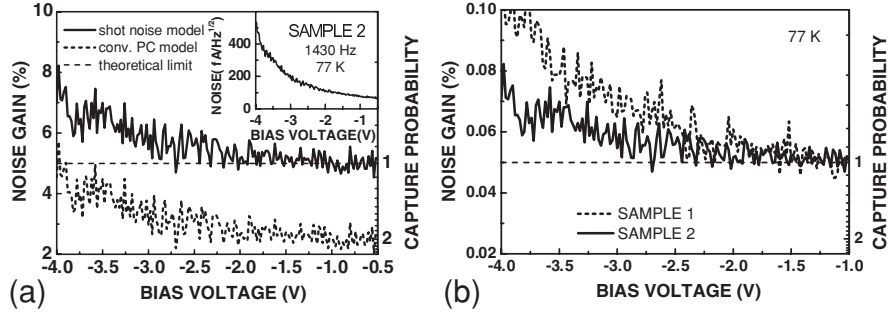 shot noise model
conv. PC model
theoretical limit
SAMPLE 2
1430 Hz
77 K
NOISE( fA/Hz^1/2)
400
200
0
-4
-3
-2
-1
BIAS VOLTAGE(V)
NOISE GAIN (%)
10
8
6
4
2
CAPTURE PROBABILITY
1
2
-4.0
-3.5
-3.0
-2.5
-2.0
-1.5
-1.0
-0.5
BIAS VOLTAGE (V)
(a)
77 K
NOISE GAIN (%)
0.10
0.08
0.06
0.04
0.02
SAMPLE 1
SAMPLE 2
CAPTURE PROBABILITY
1
2
-4.0
-3.5
-3.0
-2.5
-2.0
-1.5
-1.0
BIAS VOLTAGE (V)
(b)